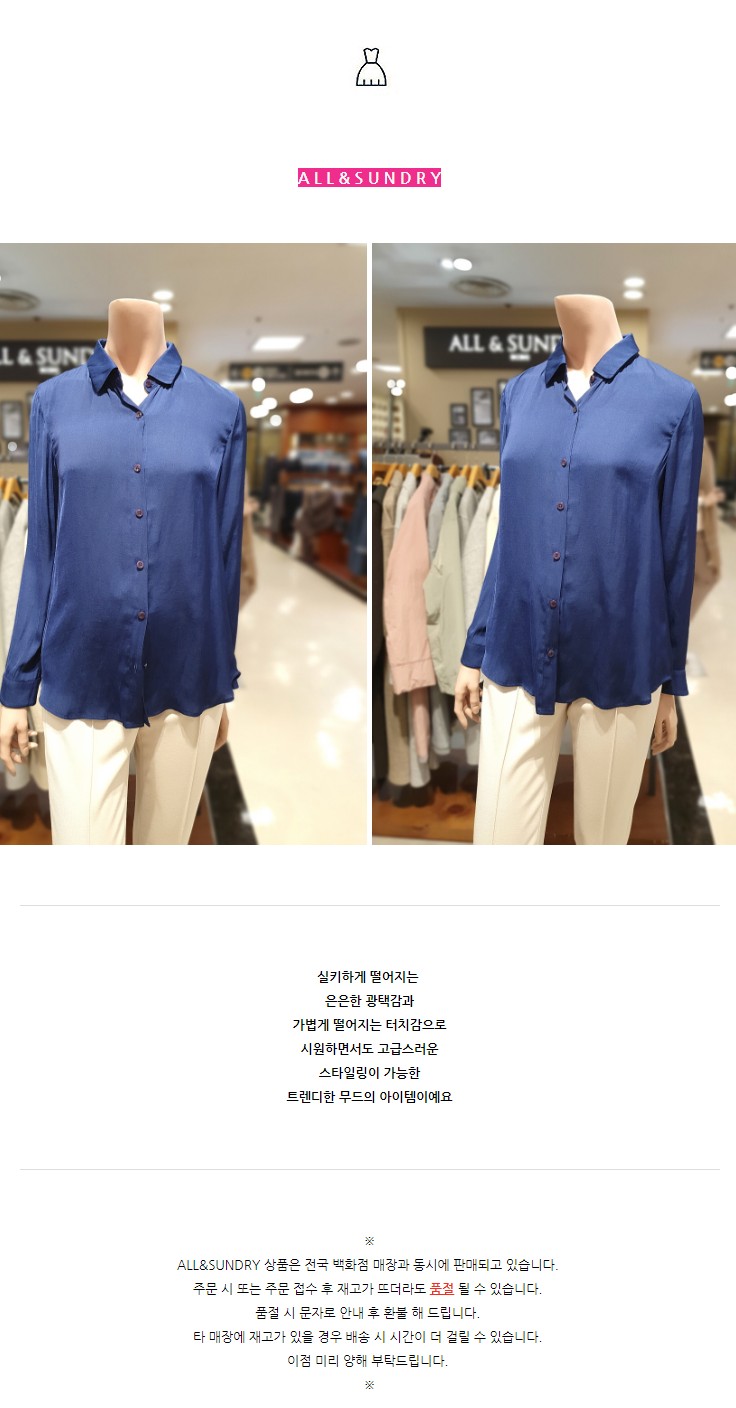 ALL&SUNDRY
LL & SUND
ALL & SUND
실키하게 떨어지는
은은한 광택감과
가볍게 떨어지는 터치감으로
시원하면서도 고급스러운
스타일링이 가능한
트렌디한 무드의 아이템이예요
※
ALL&SUNDRY 상품은 전국 백화점 매장과 동시에 판매되고 있습니다.
주문 시 또는 주문 접수 후 재고가 뜨더라도 품절 될 수 있습니다.
품절 시 문자로 안내 후 환불 해 드립니다.
타 매장에 재고가 있을 경우 배송 시 시간이 더 걸릴 수 있습니다.
이점 미리 양해 부탁드립니다.
※